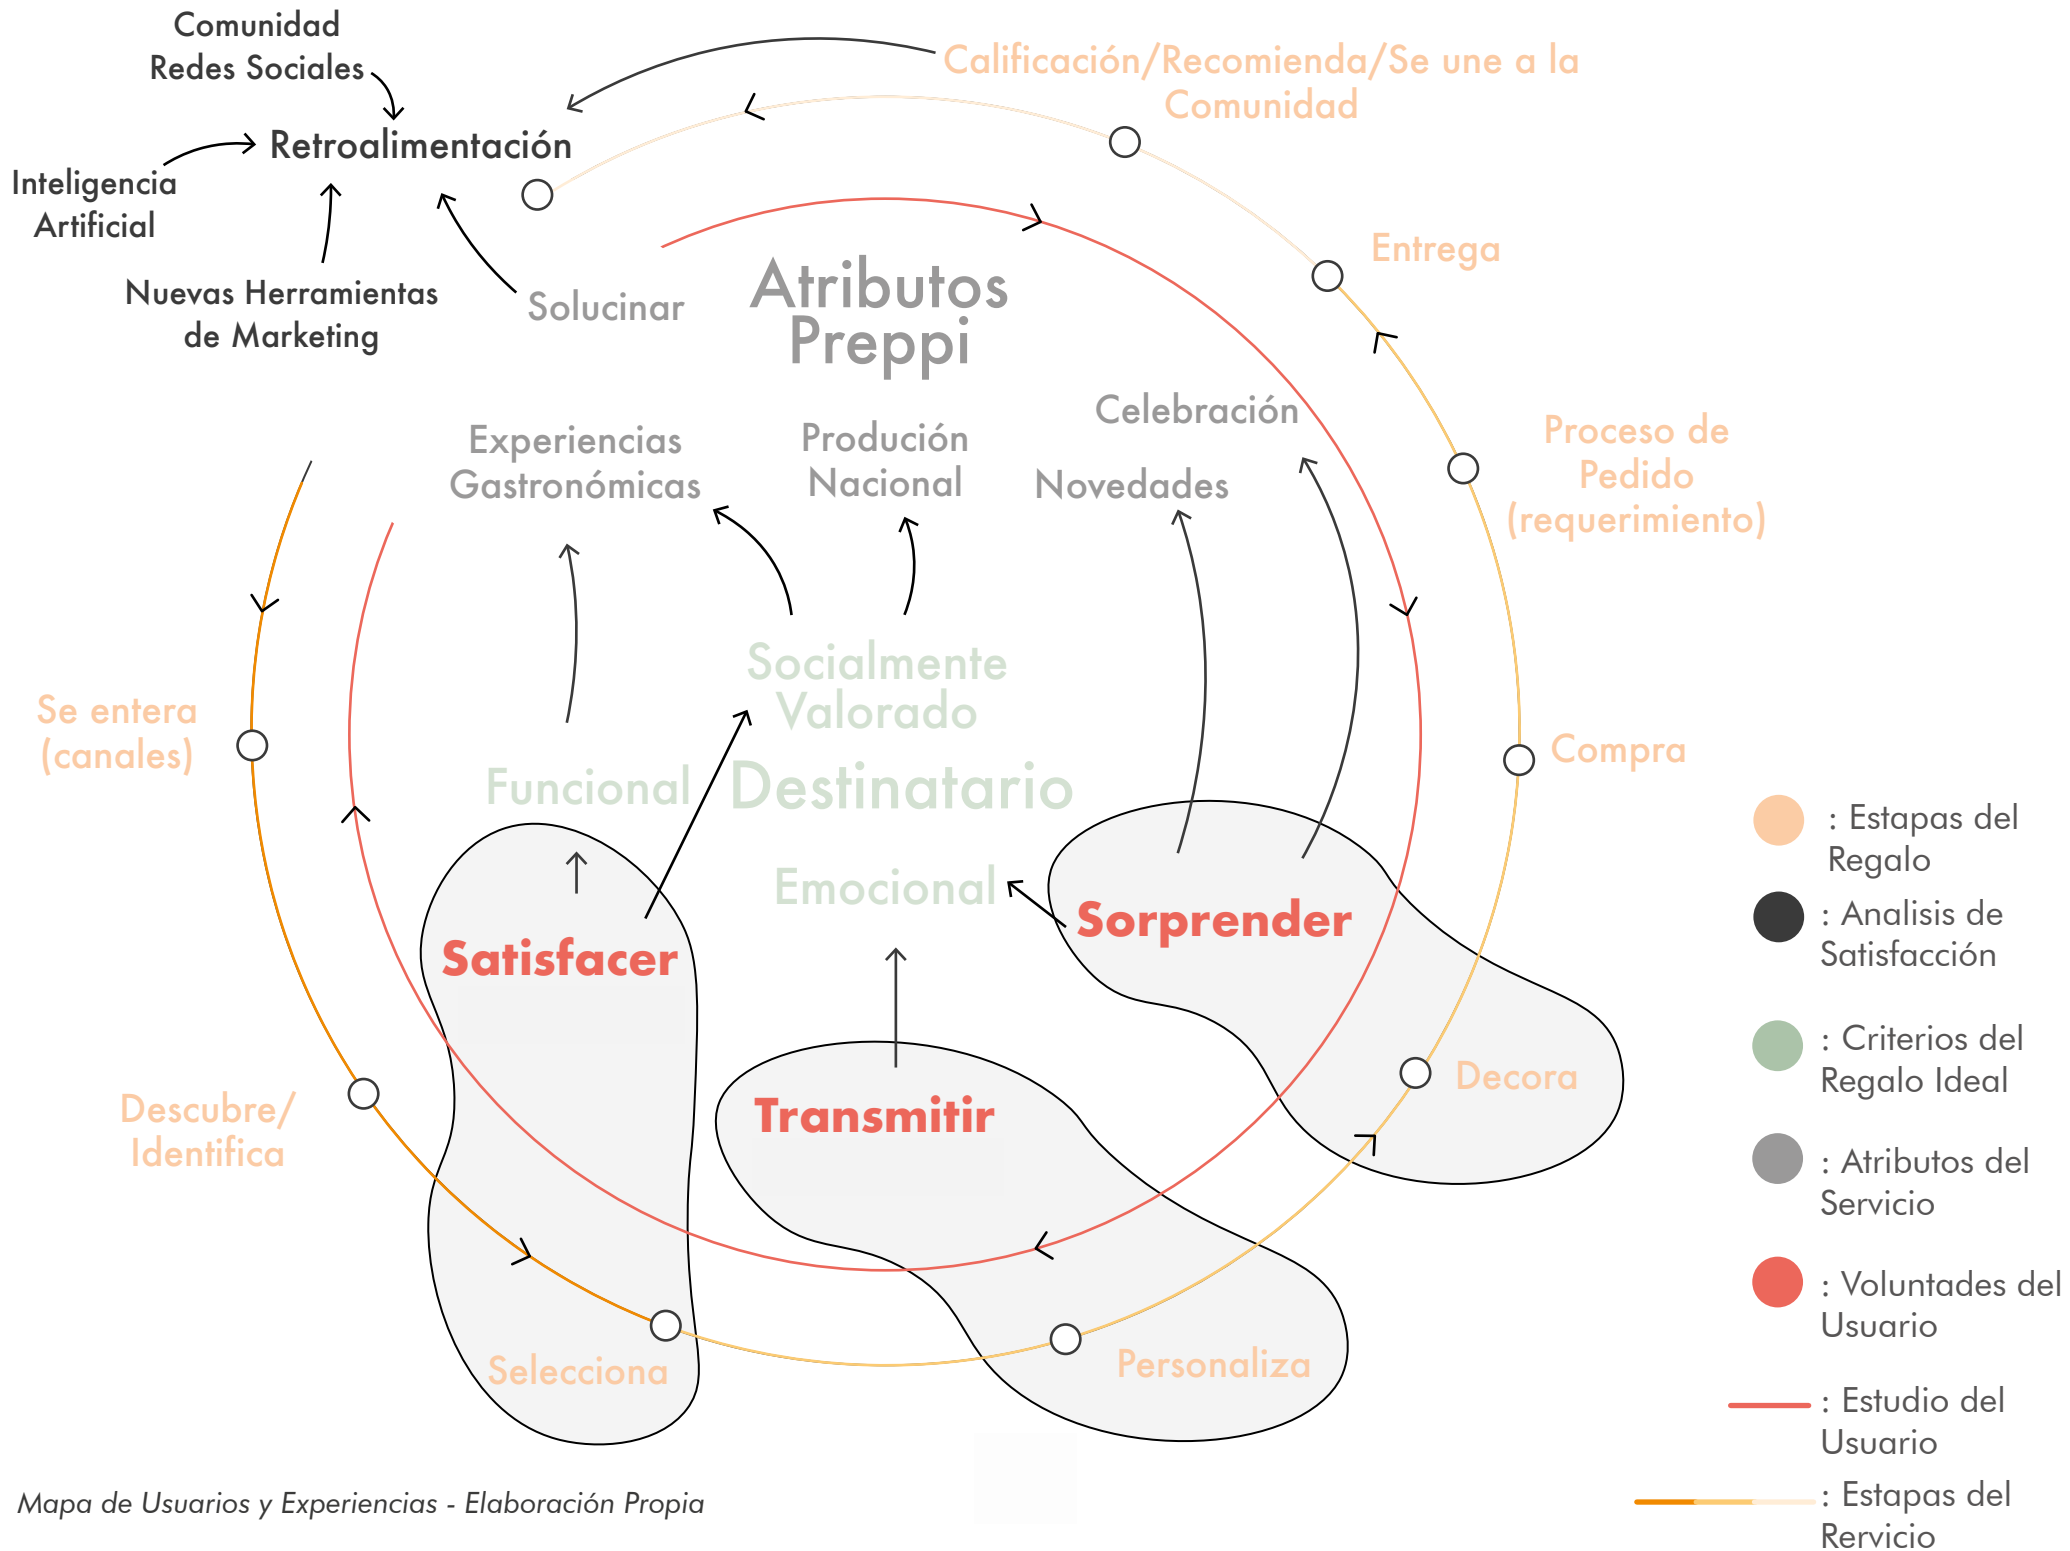 Comunidad
Redes Sociales
Calificación/Recomienda/Se une a la
Comunidad
Retroalimentación
Inteligencia
Artificial
Nuevas Herramientas
de Marketing
Solucinar
Atributos
Preppi
Entrega
Celebración
Experiencias
Gastronómicas
Produción
Nacional
Novedades
Proceso de
Pedido
(requerimiento)
Socialmente
Valorado
Se entera
(canales)
Compra
Funcional
Destinatario
Emocional
Sorprender
Satisfacer
Transmitir
Decora
Descubre/
Identifica
Selecciona
Personaliza
: Estapas del
Regalo
: Analisis de
Satisfacción
: Criterios del
Regalo Ideal
: Atributos del
Servicio
: Voluntades del
Usuario
: Estudio del
Usuario
: Estapas del
Rervicio
Mapa de Usuarios y Experiencias - Elaboración Propia